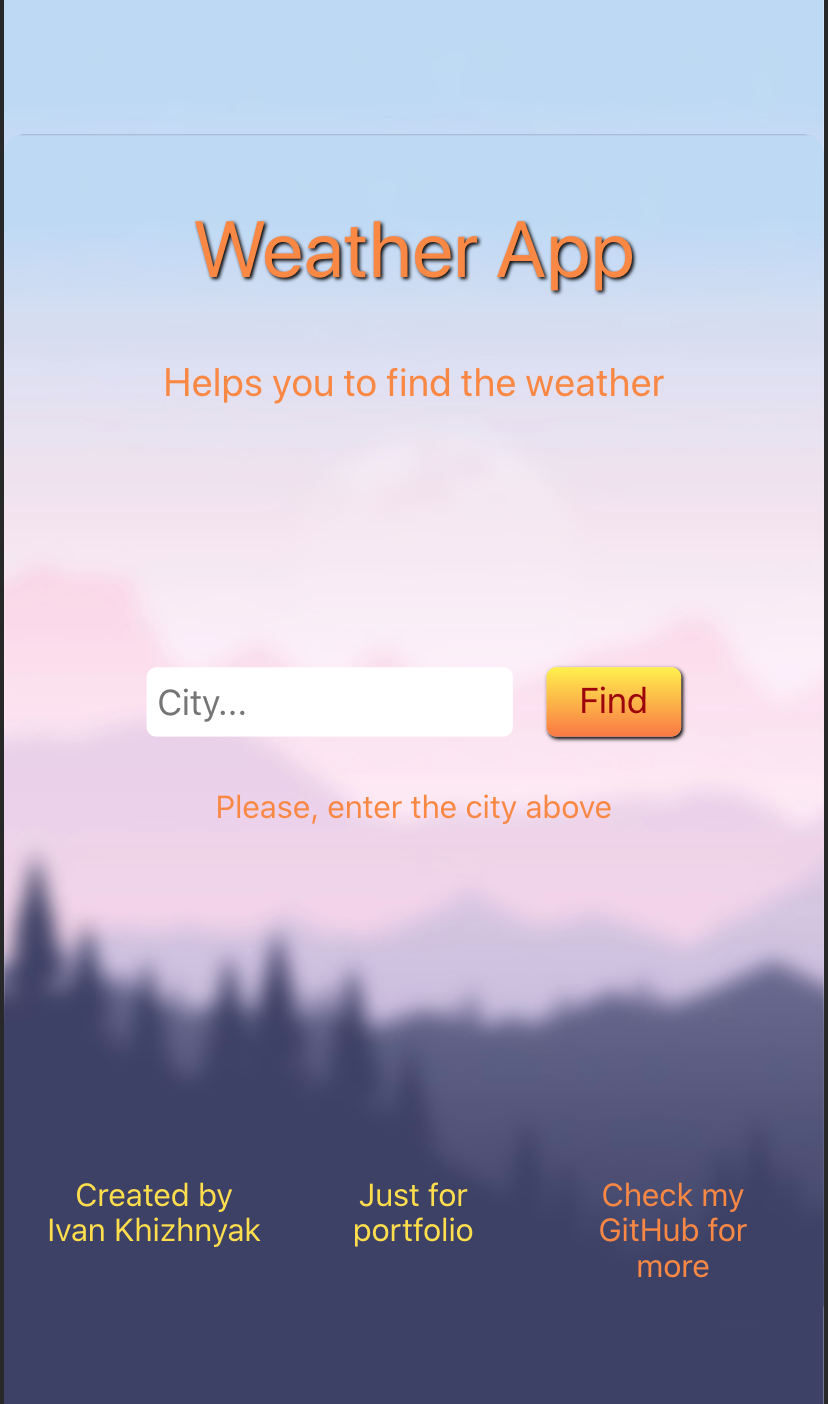 Weather App
Helps you to find the weather
City...
Find
Please, enter the city above
Created by
Ivan Khizhnyak
Just for
portfolio
Check my
GitHub for
more